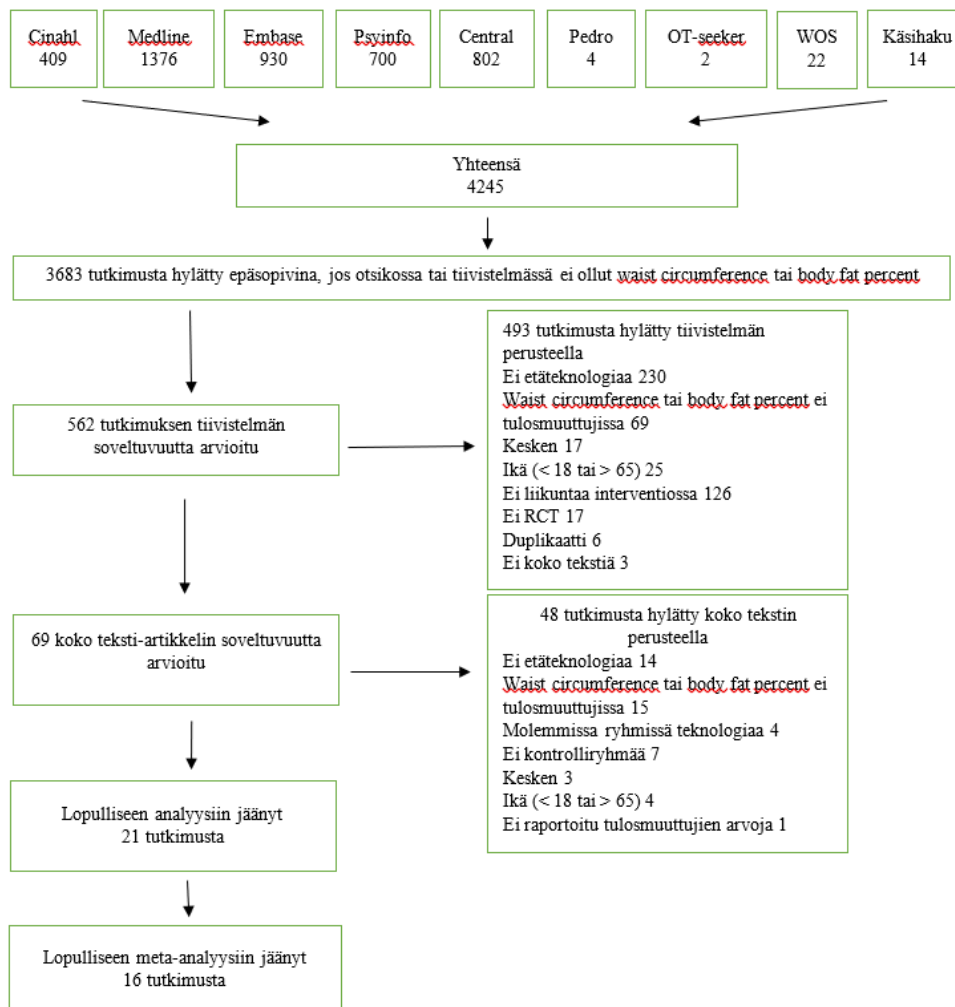 Cinahl
409
Medline
1376
Embase
930
Psyinfo
700
Central
802
Pedro
4
OT-seeker
2
WOS
22
Käsihaku
14
Yhteensä
4245
3683 tutkimusta hylätty epäsopivina, jos otsikossa tai tiivistelmässä ei ollut waist circumference tai body fat percent
562 tutkimuksen tiivistelmän
soveltuvuutta arvioitu
493 tutkimusta hylätty tiivistelmän
perusteella
Ei etäteknologiaa 230
Waist circumference tai body fat percent ei
tulosmuuttujissa 69
Kesken 17
Ikä (< 18 tai > 65) 25
Ei liikuntaa interventiossa 126
Ei RCT 17
Duplikaatti 6
Ei koko tekstiä 3
69 koko teksti-artikkelin soveltuvuutta
arvioitu
48 tutkimusta hylätty koko tekstin
perusteella
Ei etäteknologiaa 14
Waist circumference tai body fat percent ei
tulosmuuttujissa 15
Molemmissa ryhmissä teknologiaa 4
Ei kontrolliryhmää 7
Kesken 3
Ikä (< 18 tai > 65) 4
Ei raportoitu tulosmuuttujien arvoja 1
Lopulliseen analyysiin jäänyt
21 tutkimusta
Lopulliseen meta-analyysiin jäänyt
16 tutkimusta